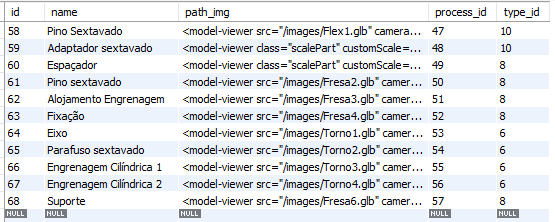 id name path_img process_id type_id
58 Pino Sextavado <model-viewer src="/images/Flex1.glb" camera... 47 10
59 Adaptador sextavado <model-viewer class="scalePart" customScale=... 48 10
60 Espaçador <model-viewer class="scalePart" customScale=... 49 8
61 Pino sextavado <model-viewer src="/images/Fresa2.glb" camer... 50 8
62 Alojamento Engrenagem <model-viewer src="/images/Fresa3.glb" camer... 51 8
63 Fixação <model-viewer src="/images/Fresa4.glb" camer... 52 8
64 Eixo <model-viewer src="/images/Torno1.glb" camer... 53 6
65 Parafuso sextavado <model-viewer src="/images/Torno2.glb" camer... 54 6
66 Engrenagem Cilíndrica 1 <model-viewer src="/images/Torno3.glb" camer... 55 6
67 Engrenagem Cilíndrica 2 <model-viewer src="/images/Torno4.glb" camer... 56 6
68 Suporte <model-viewer src="/images/Fresa6.glb" camer... 57 8
NULL NULL NULL NULL NULL